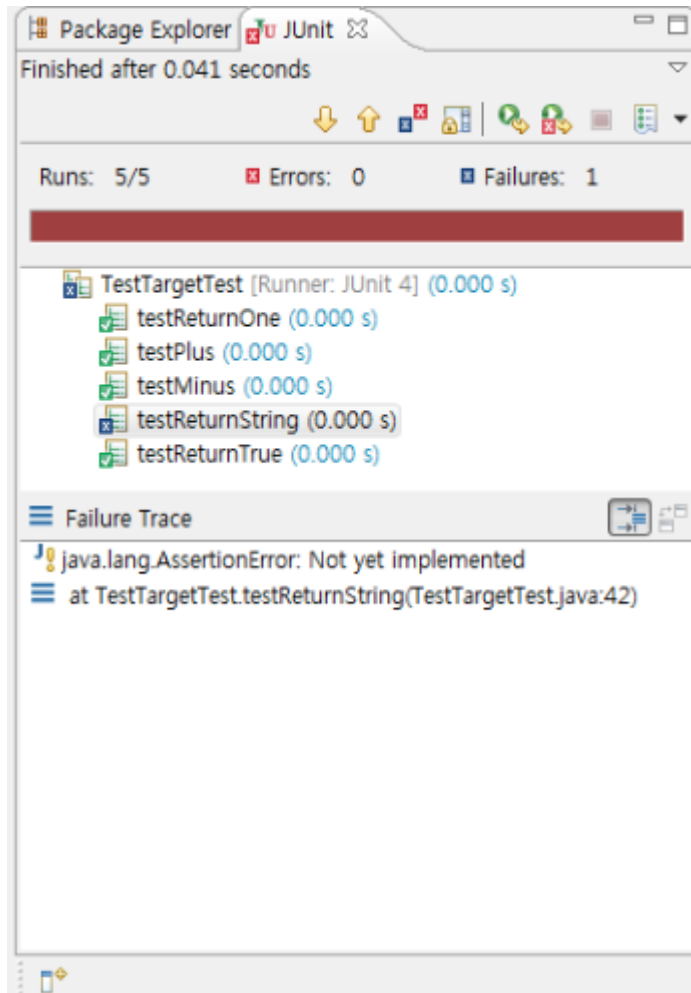 Package Explorer JUnit
Finished after 0.041 seconds
Runs: 5/5 Errors: 0 Failures: 1
TestTargetTest [Runner: JUnit 4] (0.000 s)
testReturnOne (0.000 s)
testPlus (0.000 s)
testMinus (0.000 s)
testReturnString (0.000 s)
testReturnTrue (0.000 s)
Failure Trace
java.lang.AssertionError: Not yet implemented
at TestTargetTest.testReturnString(TestTargetTest.java:42)